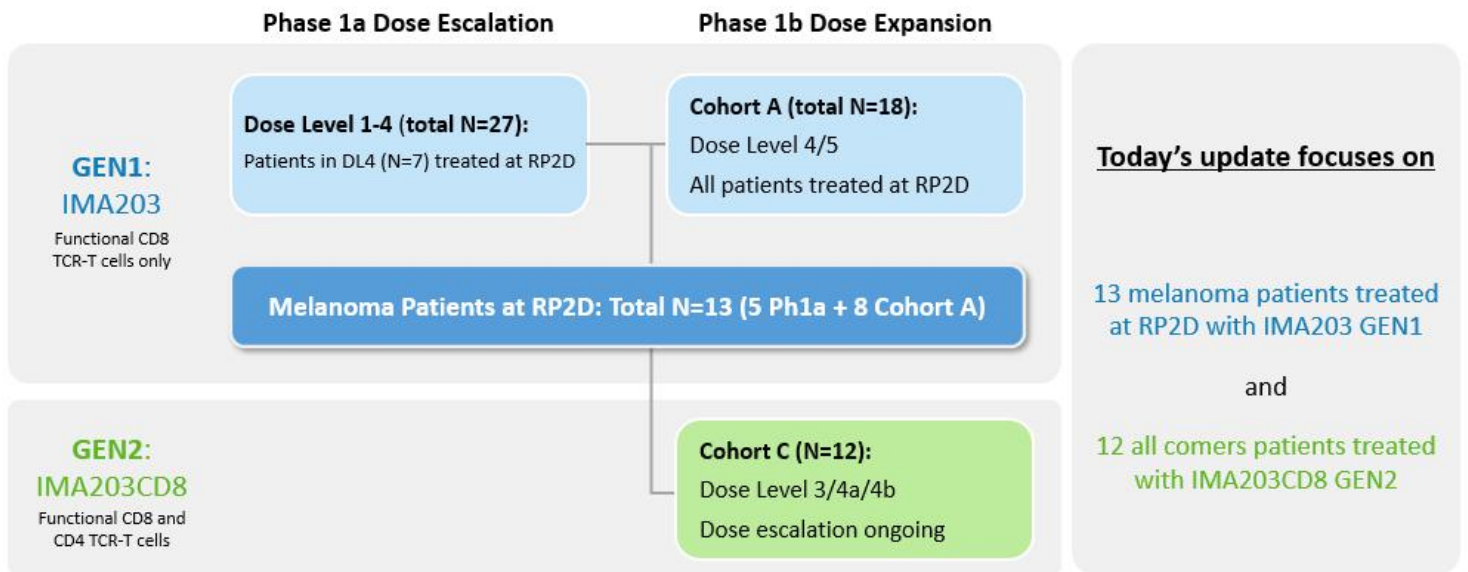 Phase 1a Dose Escalation
Phase 1b Dose Expansion
GEN1:
IMA203
Functional CD8
TCR-T cells only
Dose Level 1-4 (total N=27):
Patients in DL4 (N=7) treated at RP2D
Cohort A (total N=18):
Dose Level 4/5
All patients treated at RP2D
Melanoma Patients at RP2D: Total N=13 (5 Ph1a + 8 Cohort A)
GEN2:
IMA203CD8
Functional CD8 and
CD4 TCR-T cells
Cohort C (N=12):
Dose Level 3/4a/4b
Dose escalation ongoing
Today's update focuses on
13 melanoma patients treated
at RP2D with IMA203 GEN1
and
12 all comers patients treated
with IMA203CD8 GEN2